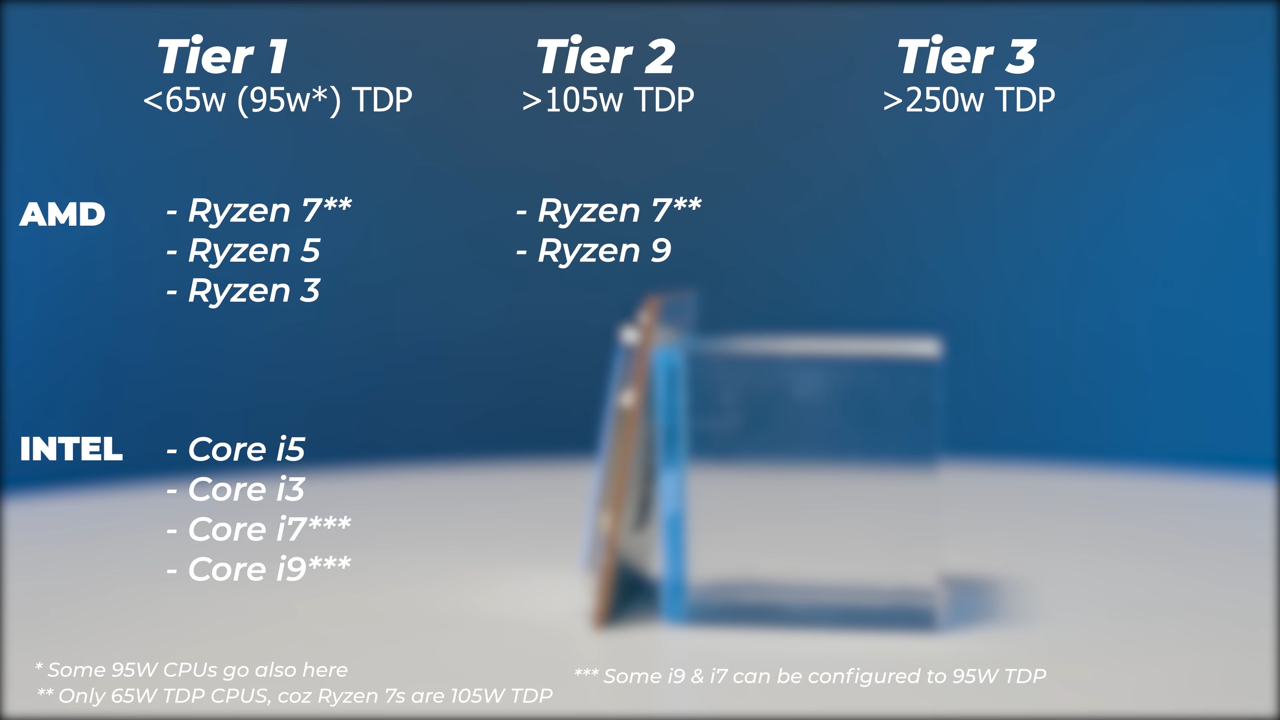 Tier 1
<65w (95w*) TDP
Tier 2
>105w TDP
Tier 3
>250w TDP
AMD
- Ryzen 7**
- Ryzen 5
- Ryzen 3
- Ryzen 7**
- Ryzen 9
INTEL
- Core i5
- Core i3
- Core i7***
- Core i9***
* Some 95W CPUs go also here
** Only 65W TDP CPUS, coz Ryzen 7s are 105W TDP
*** Some i9 & i7 can be configured to 95W TDP